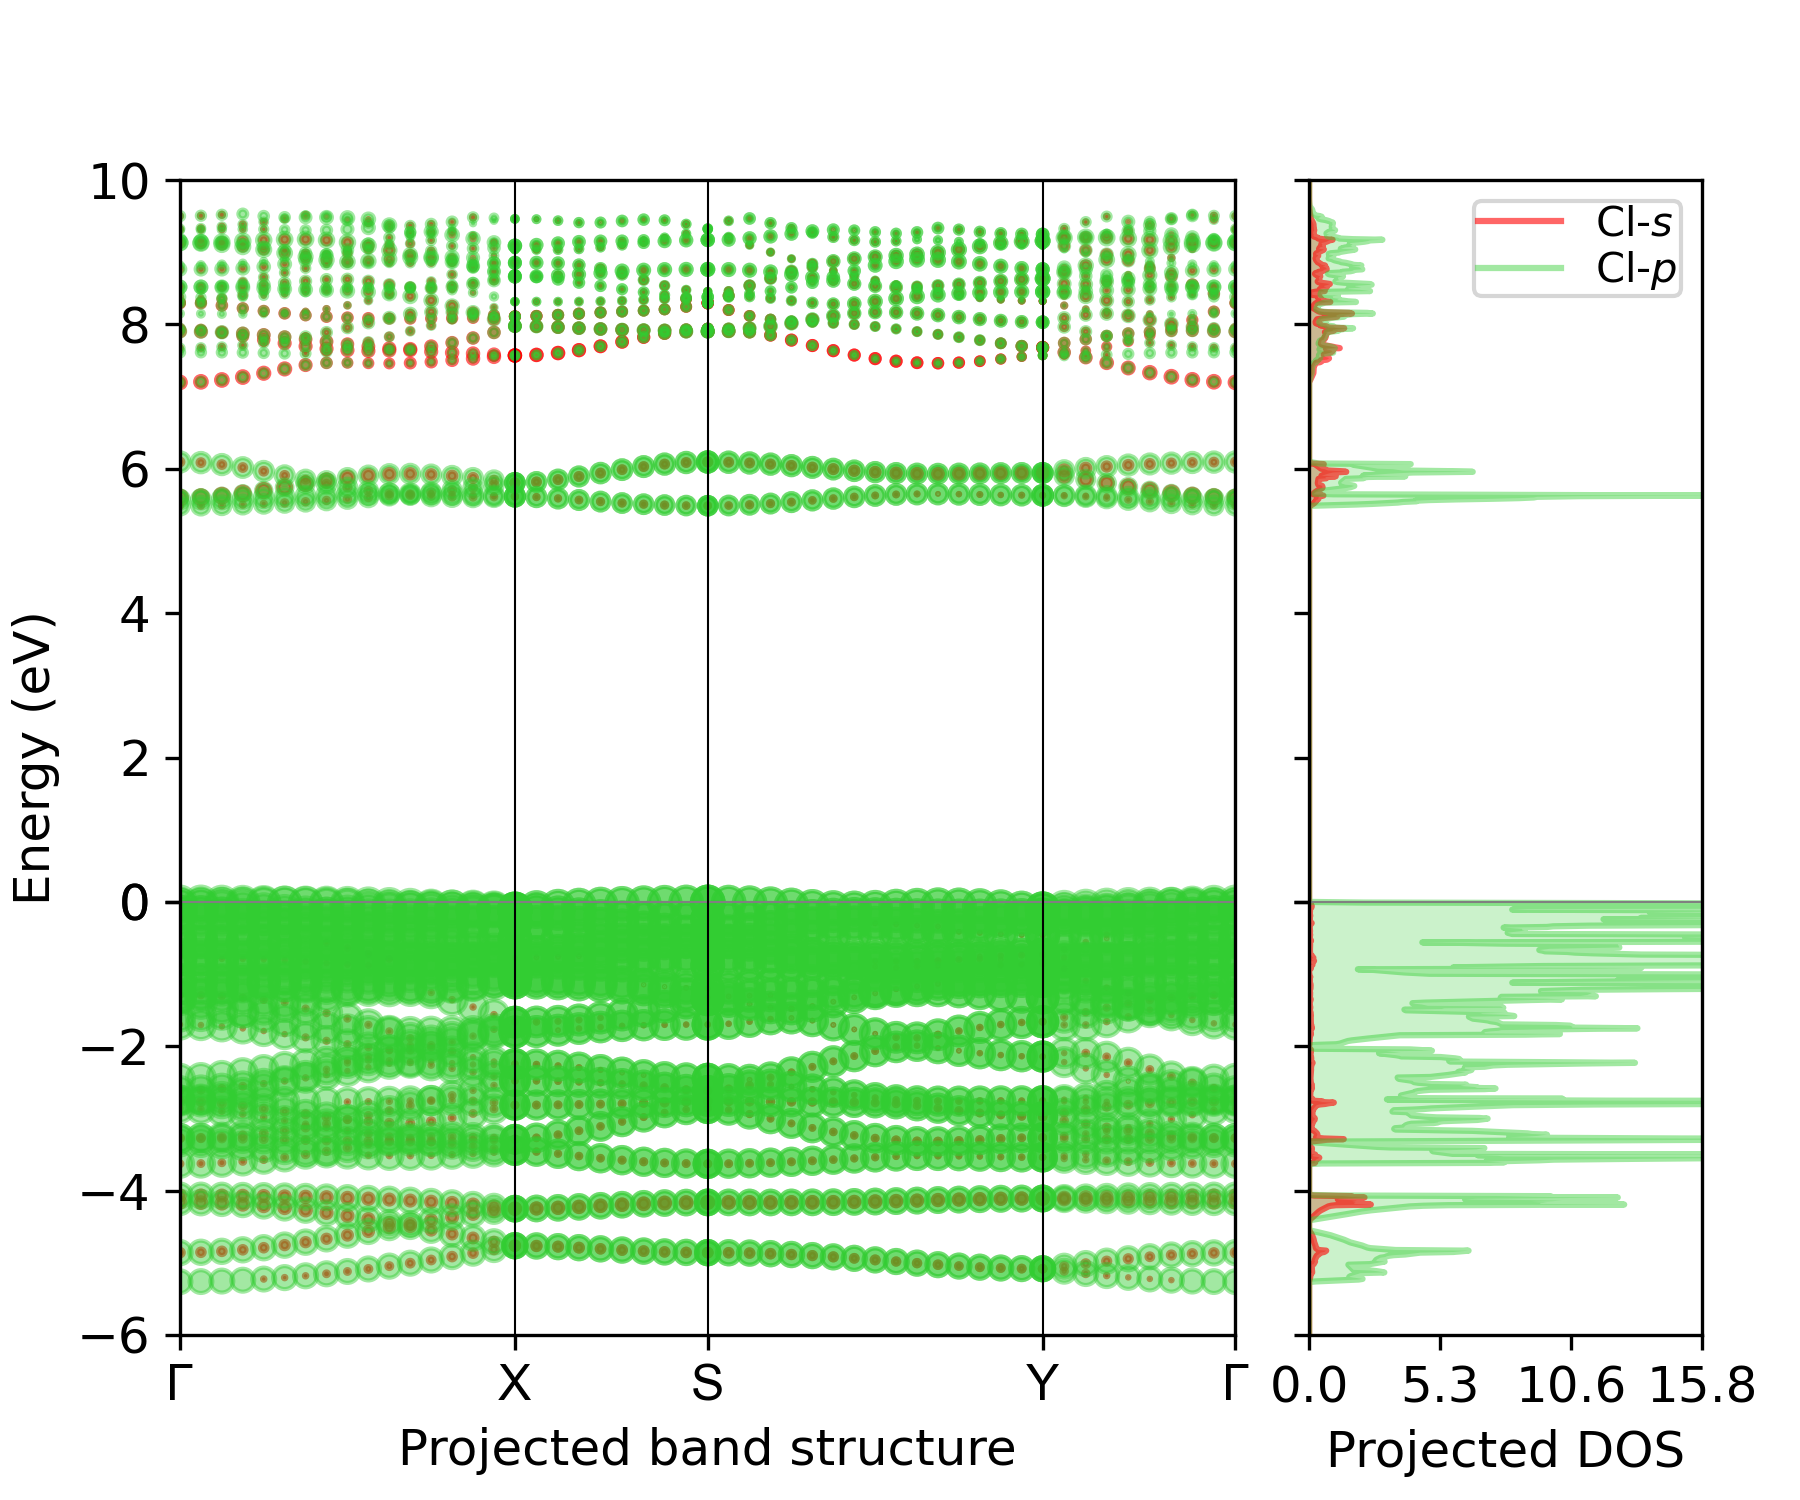 10
8
6
4
2
0
−2
−4
−6
Energy (eV)
Γ
X
S
Y
Γ
Projected band structure
Cl-s
Cl-p
0.0
5.3
10.6
15.8
Projected DOS